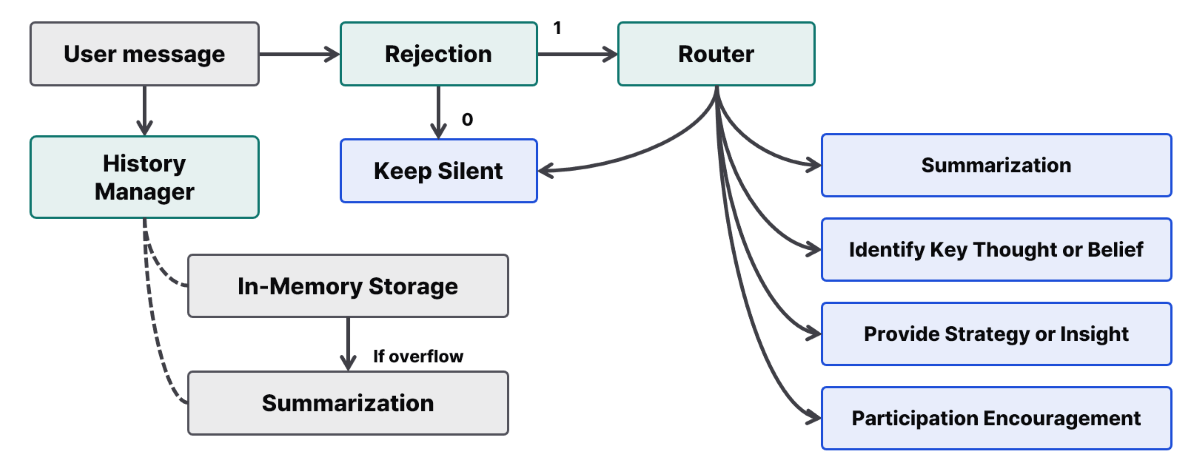 User message
Rejection
1
Router
0
History
Manager
Keep Silent
Summarization
Identify Key Thought or Belief
In-Memory Storage
Provide Strategy or Insight
If overflow
Summarization
Participation Encouragement